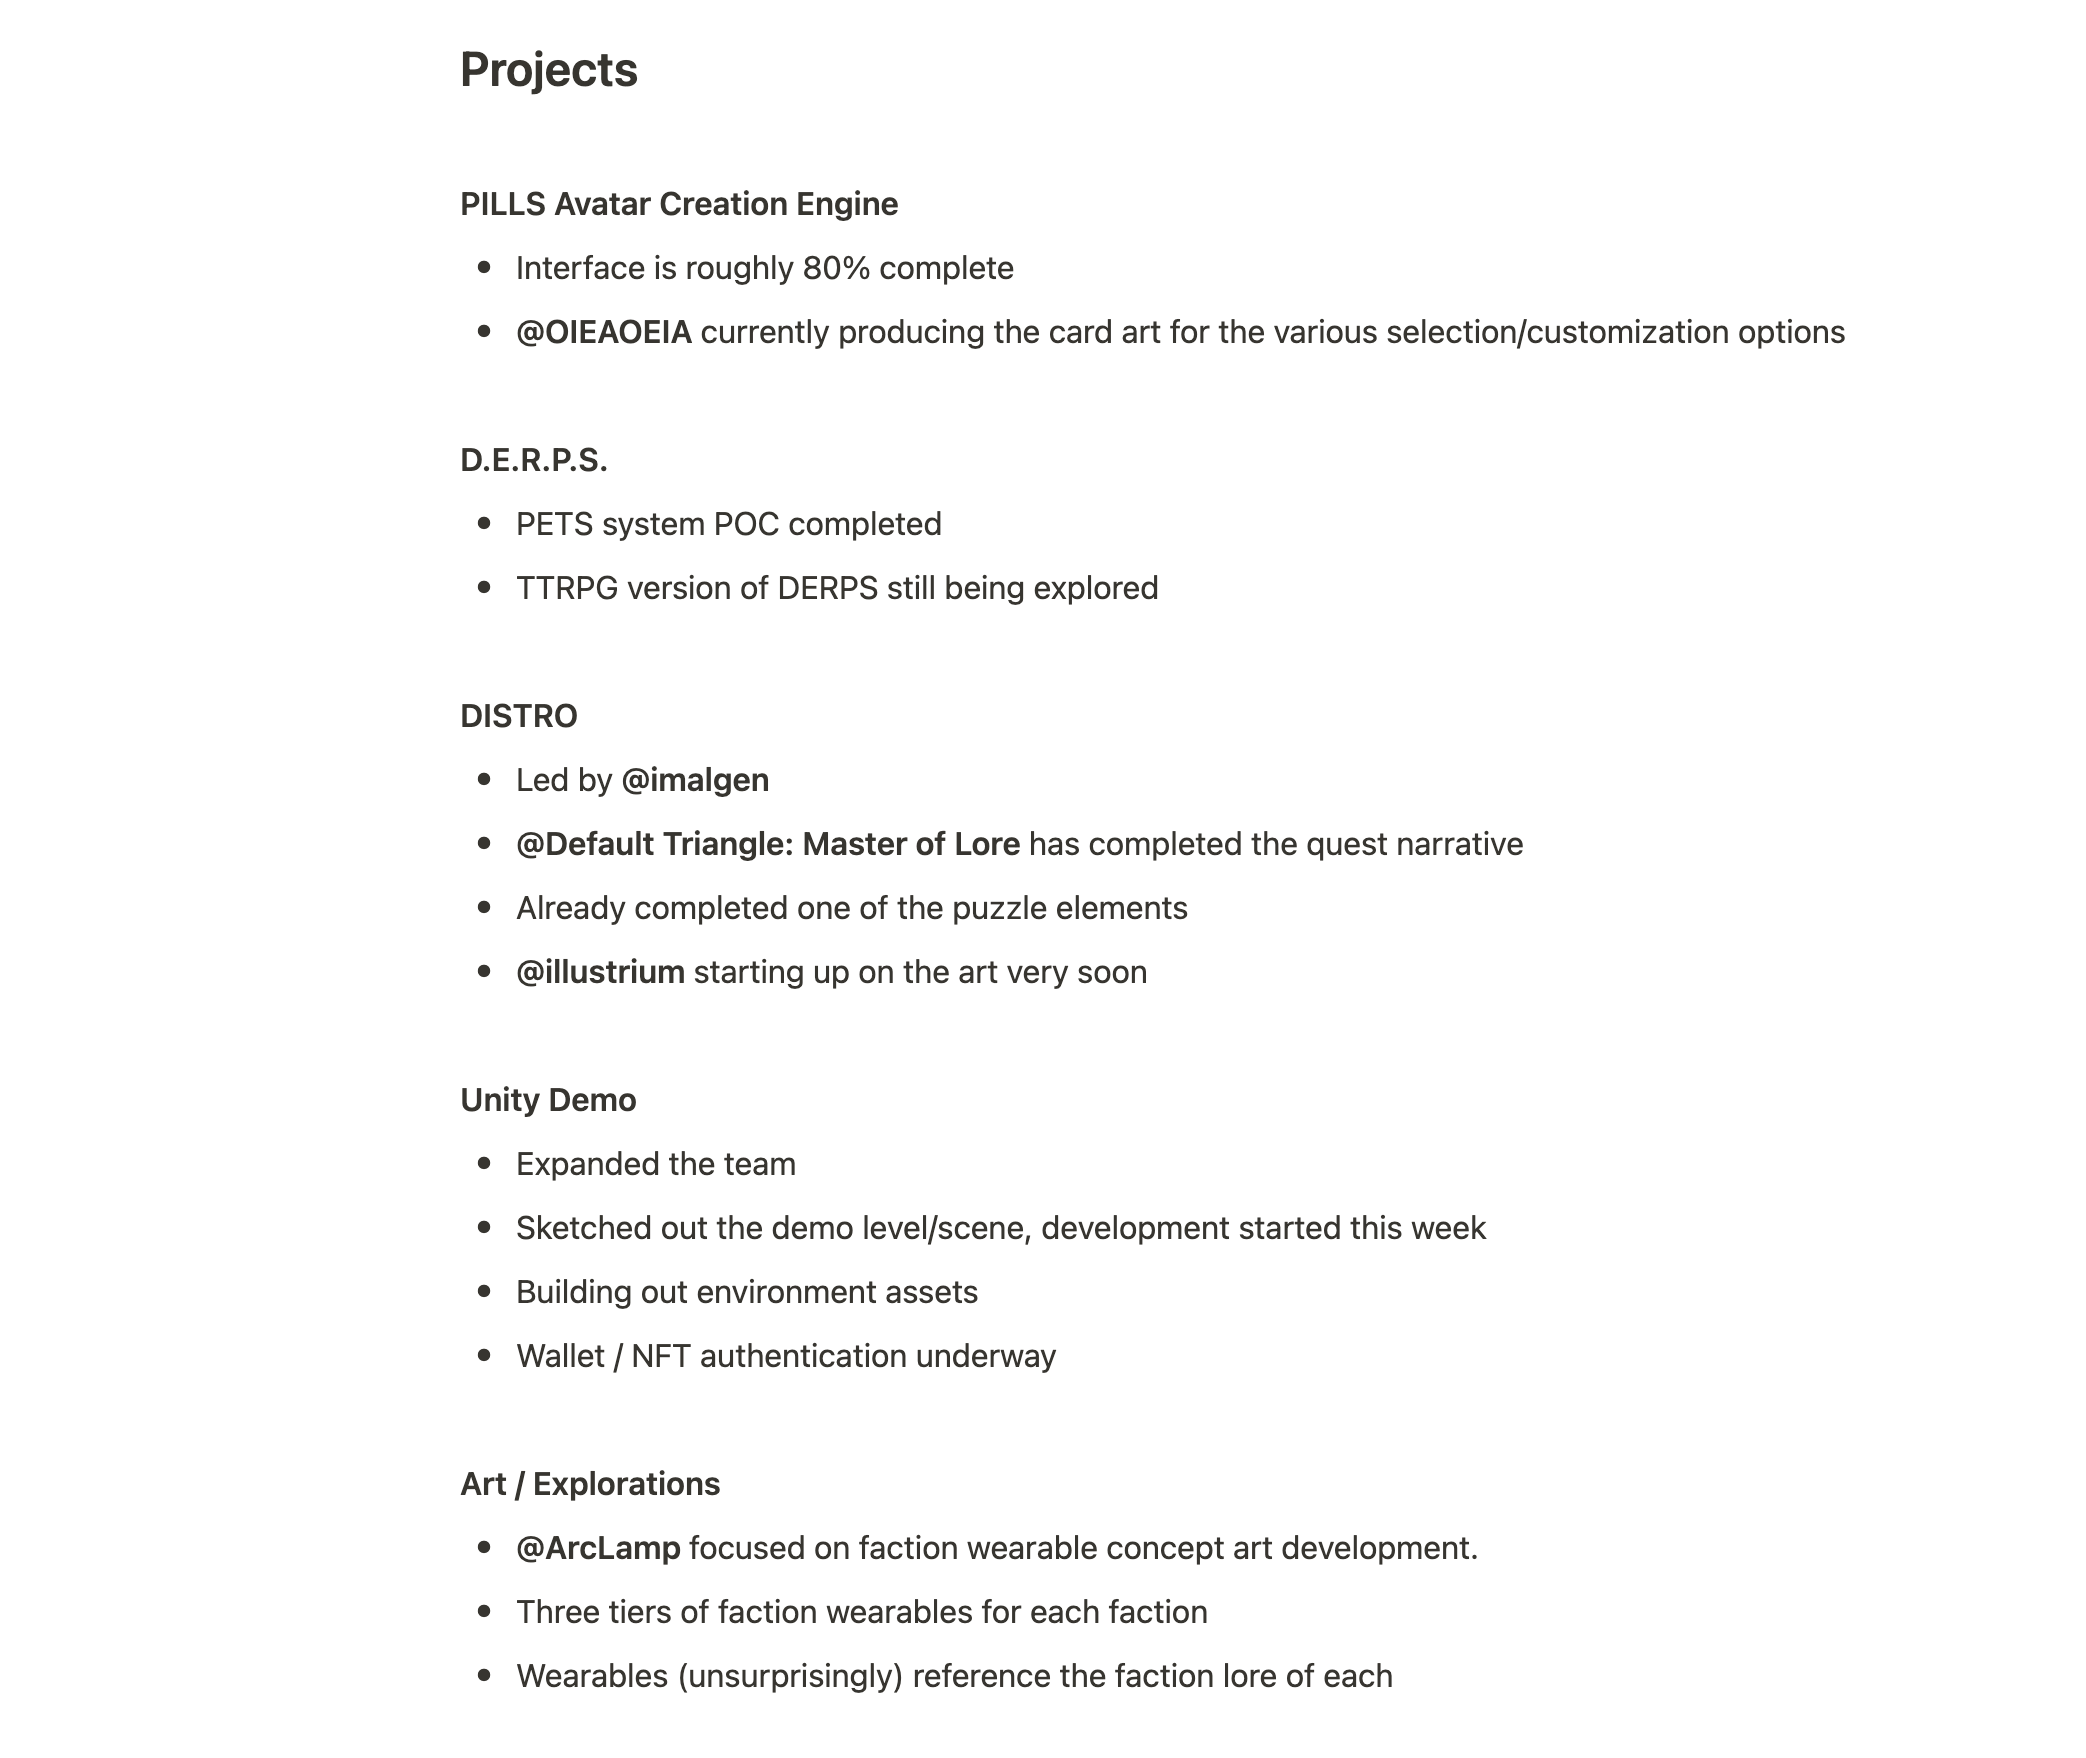 Projects
PILLS Avatar Creation Engine
• Interface is roughly 80% complete
• @OIEAOEIA currently producing the card art for the various selection/customization options
D.E.R.P.S.
• PETS system POC completed
• TTRPG version of DERPS still being explored
DISTRO
• Led by @imalgen
• @Default Triangle: Master of Lore has completed the quest narrative
• Already completed one of the puzzle elements
• @illustrium starting up on the art very soon
Unity Demo
• Expanded the team
• Sketched out the demo level/scene, development started this week
• Building out environment assets
• Wallet / NFT authentication underway
Art / Explorations
• @ArcLamp focused on faction wearable concept art development.
• Three tiers of faction wearables for each faction
• Wearables (unsurprisingly) reference the faction lore of each